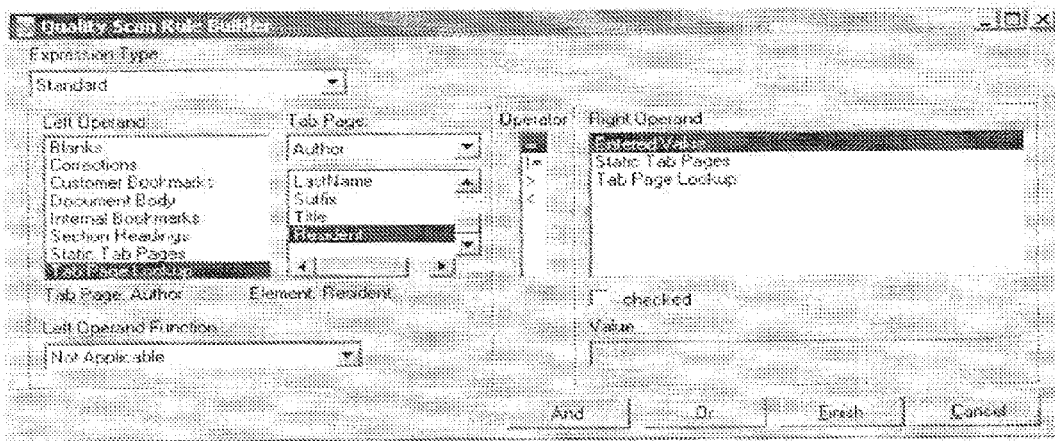 Quality Scan Rule Builder
Expression Type
Standard
Left Operand
Blanks
Corrections
Customer Bookmarks
Document Body
Internal Bookmarks
Section Headings
Static Tab Pages
Tab Page Lookup
Tab Page: Author
Element: Resident
Left Operand Function
Not Applicable
Tab Page:
Author
LastName
Suffix
Title
Resident
Operator
=
!=
>
<
Right Operand
Entered Value
Static Tab Pages
Tab Page Lookup
checked
Value
And
Or
Finish
Cancel